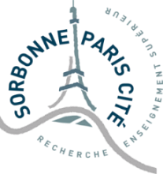 SORBONNE PARIS CITÉ
RECHERCHE ENSEIGNEMENT SUPÉRIEUR